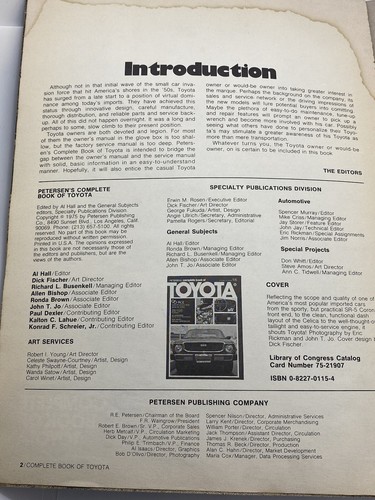 Introduction
Although not in that initial wave of the small car inva-
sion force that hit America's shores in the '50s, Toyota
has surged from a late start to a position of virtual domi-
nance among today's imports. They have achieved this
status through innovative design, careful manufacture,
thorough distribution, and reliable parts and service back-
up. All of this did not happen overnight. It was a long and
perhaps to some, slow climb to their present position.
Toyota owners are both devoted and legion. For most
of them the owner's manual in the glove box is too shal-
low, but the factory service manual is too deep. Peters-
en's Complete Book of Toyota is intended to bridge the
gap between the owner's manual and the service manual
with solid, basic information in an easy-to-understand
manner. Hopefully, it will also entice the casual Toyota
owner or would-be owner into taking greater interest in
the marque. Perhaps the background on the company, its
sales and service network or the driving impressions of
the new models will turn potential buyers into committed.
Maybe the plethora of easy-to-do maintenance, tuning
and repair features will prompt an owner to pick up a
wrench and become more involved with his car. Possibly
seeing what others have done to personalize their Toyo-
ta's may stimulate a greater awareness of his Toyota as
more than mere transportation.
Whatever turns you, the Toyota owner or would-be
owner, on is certain to be included in this book.
THE EDITORS
PETERSEN'S COMPLETE
BOOK OF TOYOTA
Edited by Al Hall and the General Subjects
editors, Specialty Publications Division.
Copyright © 1975 by Petersen Publishing
Co., 8490 Sunset Blvd., Los Angeles, Calif.
90069. Phone: (213) 657-5100. All rights
reserved. No part of this book may be
reproduced without written permission.
Printed in U.S.A. The opinions expressed
in this book are not necessarily those of
the editors and publishers, but are the
views of the authors.
Al Hall/Editor
Dick Fischer/Art Director
Richard L. Busenkell/Managing Editor
Allen Bishop/Associate Editor
Ronda Brown/Associate Editor
John T. Jo/Associate Editor
Paul Dexler/Contributing Editor
Kalton C. Lahue/Contributing Editor
Konrad F. Schreier, Jr./Contributing Editor
ART SERVICES
Robert I. Young/Art Director
Celeste Swayne-Courtney/Artist, Design
Kathy Philpott/Artist, Design
Wanda Satow/Artist, Design
Carol Winet/Artist, Design
SPECIALTY PUBLICATIONS DIVISION
Erwin M. Rosen/Executive Editor
Dick Fischer/Art Director
George Fukuda/Artist, Design
Angie Ullrich/Secretary, Administrative
Pamella Rogers/Secretary, Editorial
General Subjects
Al Hall/Editor
Ronda Brown/Managing Editor
Richard L. Busenkell/Managing Editor
Allen Bishop/Associate Editor
John T. Jo/Associate Editor
Automotive
Spencer Murray/Editor
Mike Criss/Managing Editor
Jay Storer/Feature Editor
John Jay/Technical Editor
Eric Rickman/Special Assignments
Jim Norris/Associate Editor
Special Projects
Don Whitt/Editor
Steve Amos/Art Director
Ann C. Tidwell/Managing Editor
TOYOTA
COVER
Reflecting the scope and quality of one of
America's most popular imported cars
from the sporty, but practical SR-5 Corolla
front end, to the clean, functional dash
layout of the Celica to the well-thought-out
taillight and easy-to-service engine, it
shouts Toyota! Photography by Eric
Rickman and John T. Jo. Cover design by
Dick Fischer.
Library of Congress Catalog
Card Number 75-21907
ISBN 0-8227-0115-4
PETERSEN PUBLISHING COMPANY
R.E. Petersen/Chairman of the Board
F.R. Waingrow/President
Robert E. Brown/Sr. V.P., Corporate Sales
Herb Metcalf/V.P., Circulation Marketing
Dick Day/V.P., Automotive Publications
Philip E. Trimbach/V.P., Finance
Al Isaacs/Director, Graphics
Bob D'Olivo/Director, Photography
Spencer Nilson/Director, Administrative Services
Larry Kent/Director, Corporate Merchandising
William Porter/Director, Circulation
Jack Thompson/Assistant Director, Circulation
James J. Krenek/Director, Purchasing
Thomas R. Beck/Director, Production
Alan C. Hahn/Director, Market Development
Maria Cox/Manager, Data Processing Services
2/COMPLETE BOOK OF TOYOTA